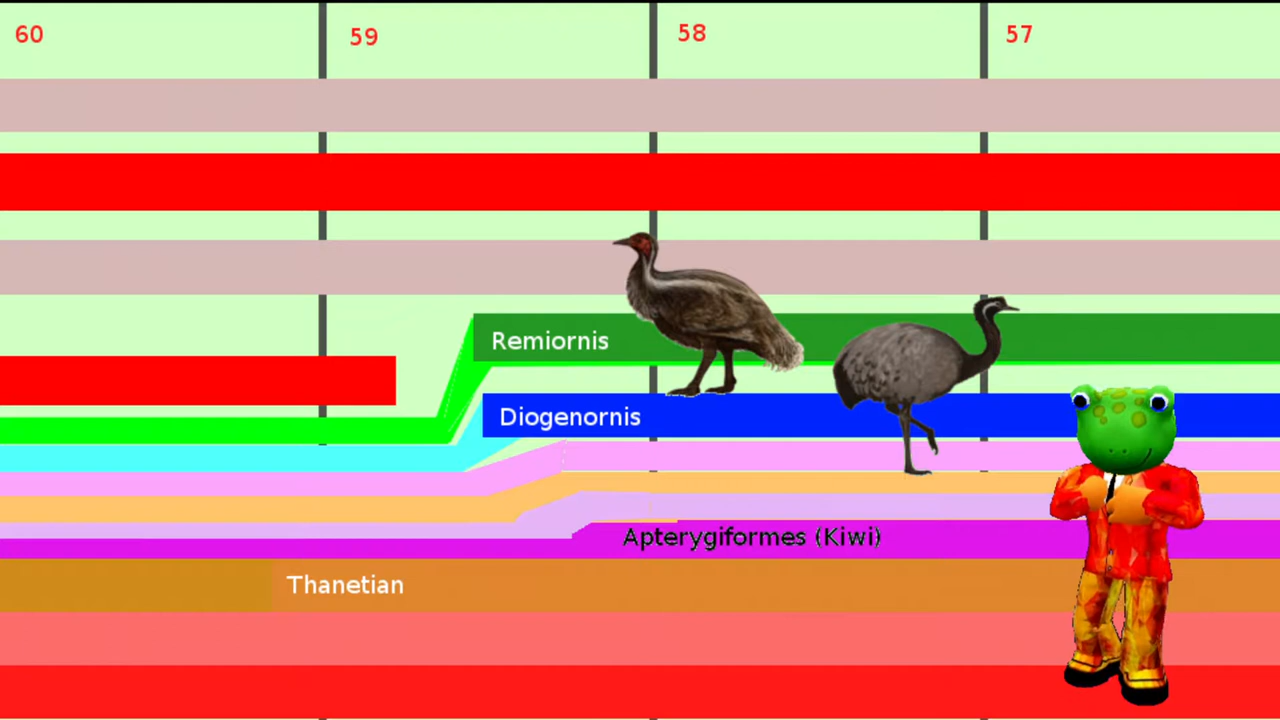 60
59
58
57
Remiornis
Diogenornis
Apterygiformes (Kiwi)
Thanetian